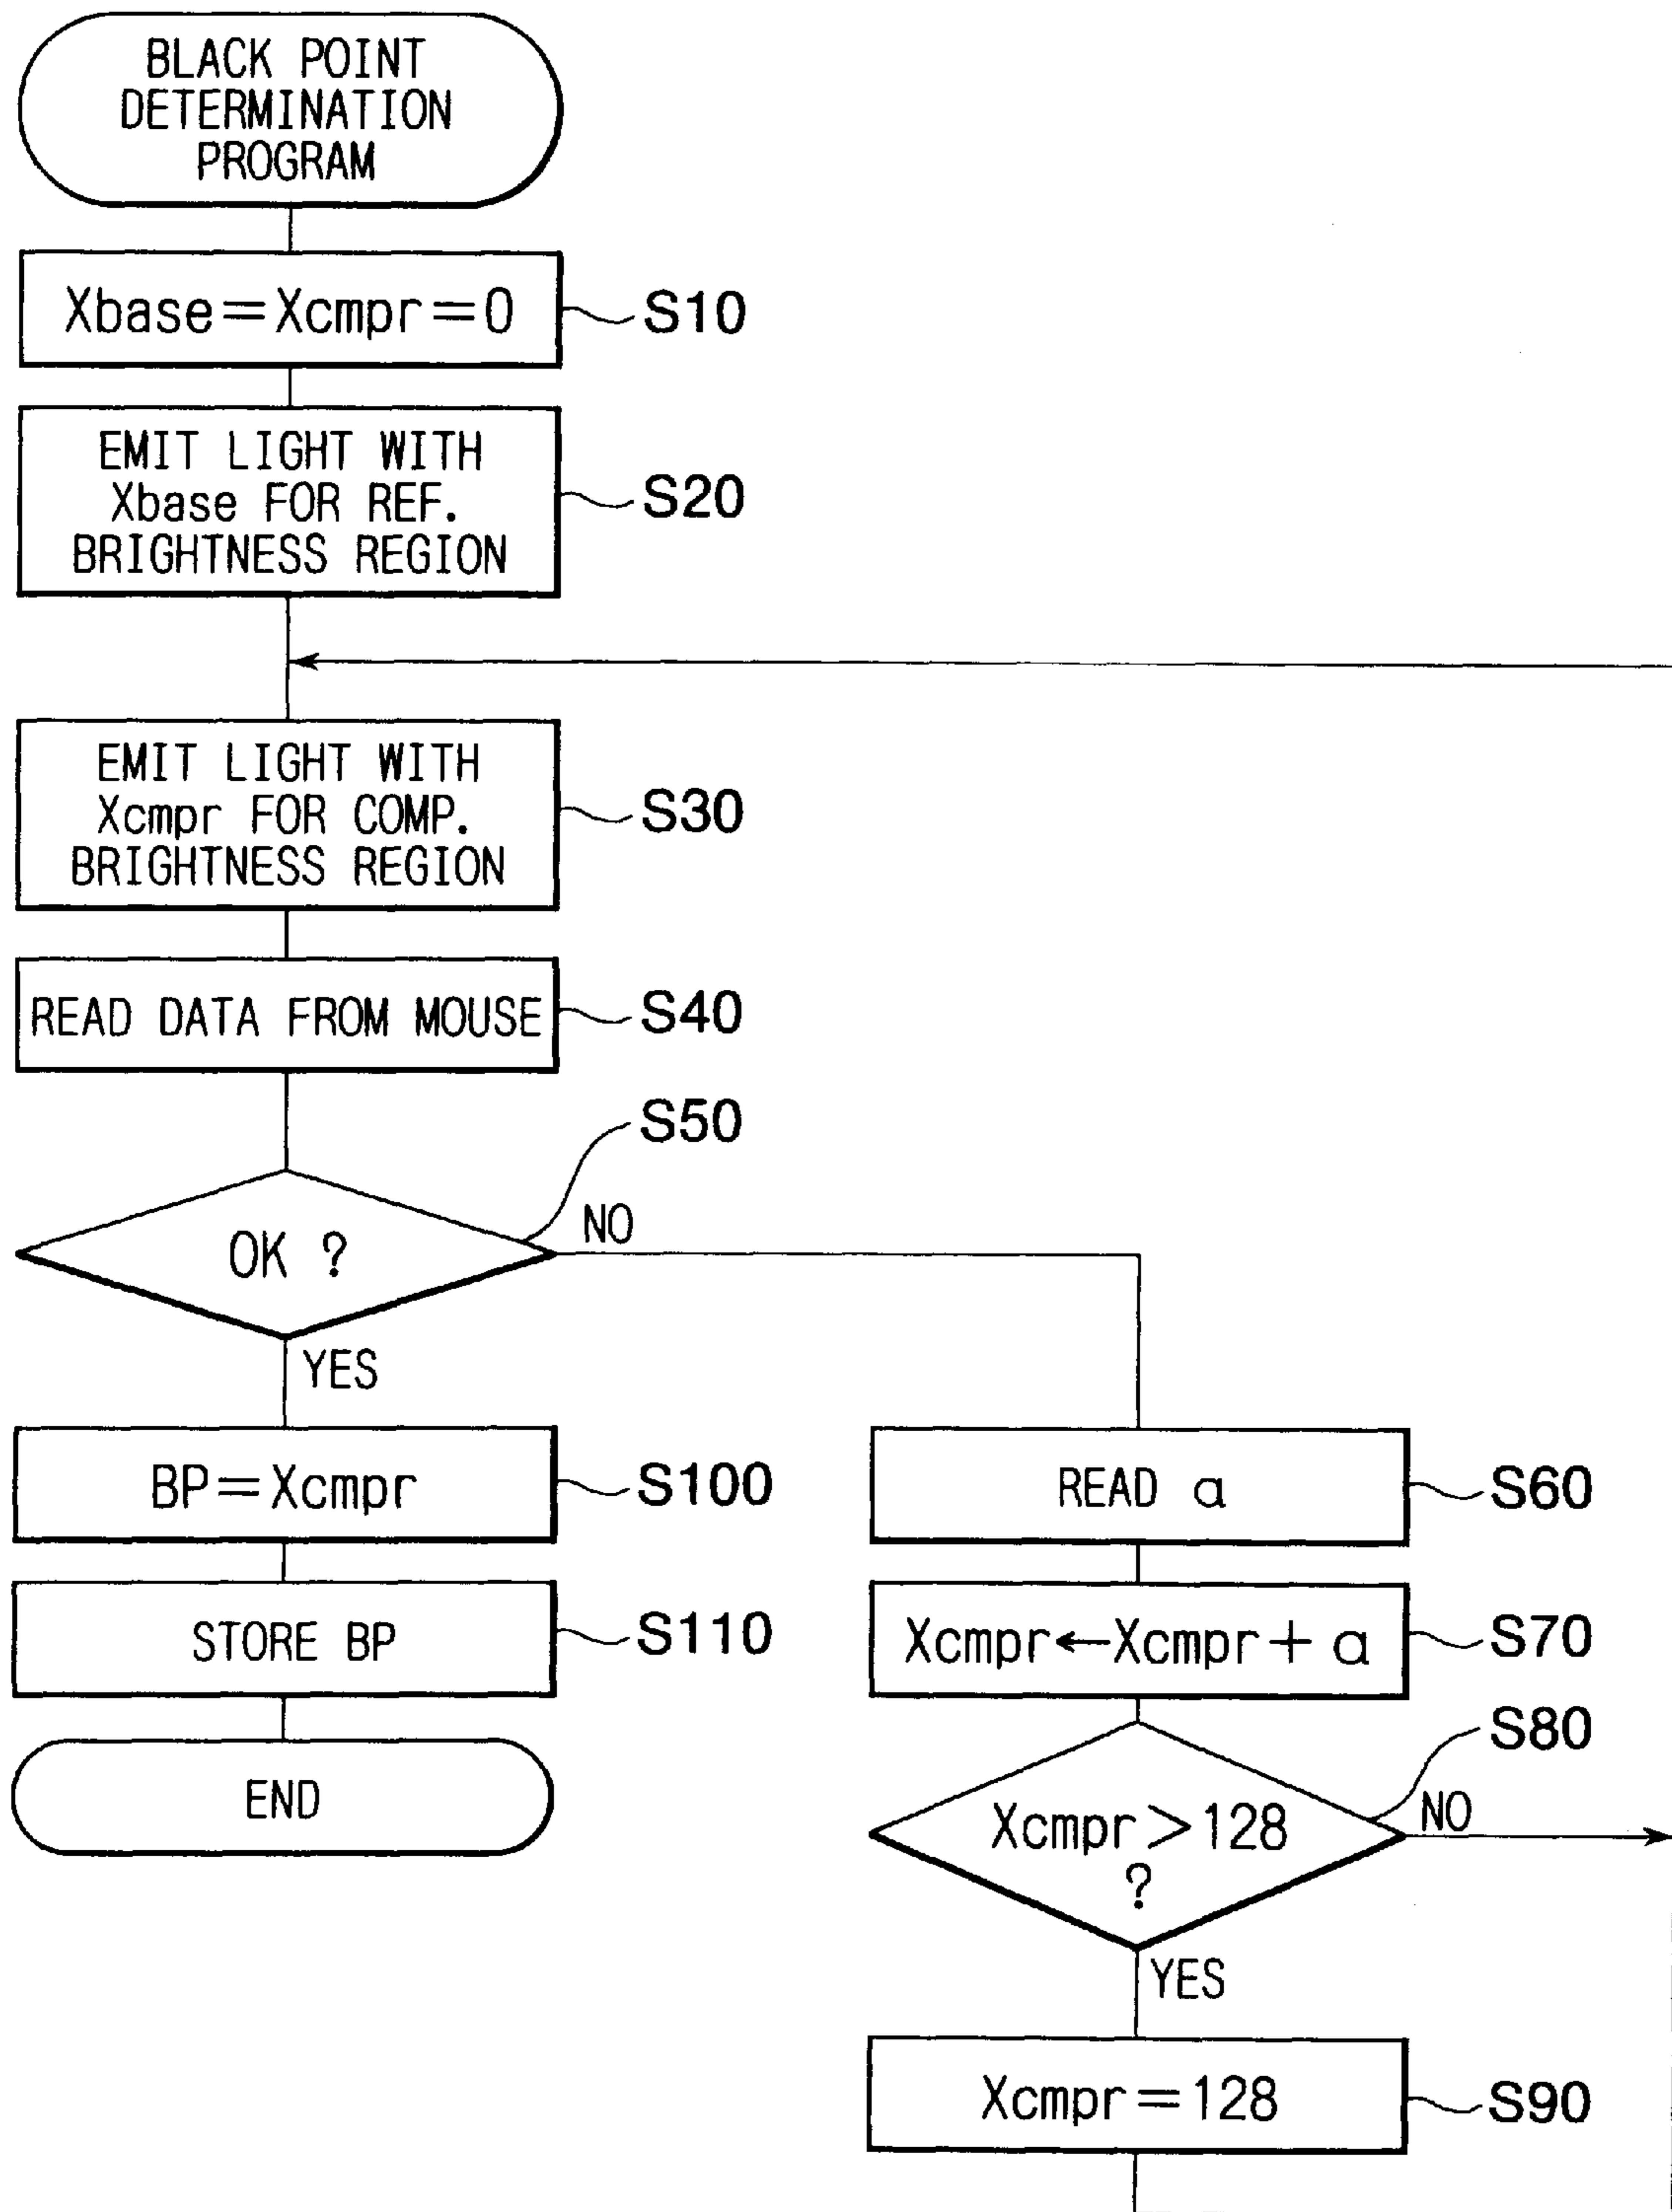 BLACK POINT
DETERMINATION
PROGRAM
Xbase=Xcmpr=0
S10
EMIT LIGHT WITH
Xbase FOR REF.
BRIGHTNESS REGION
S20
EMIT LIGHT WITH
Xcmpr FOR COMP.
BRIGHTNESS REGION
S30
READ DATA FROM MOUSE
S40
S50
OK ?
NO
YES
BP=Xcmpr
S100
STORE BP
S110
END
READ a
S60
Xcmpr←Xcmpr+a
S70
S80
Xcmpr>128
?
NO
YES
Xcmpr=128
S90